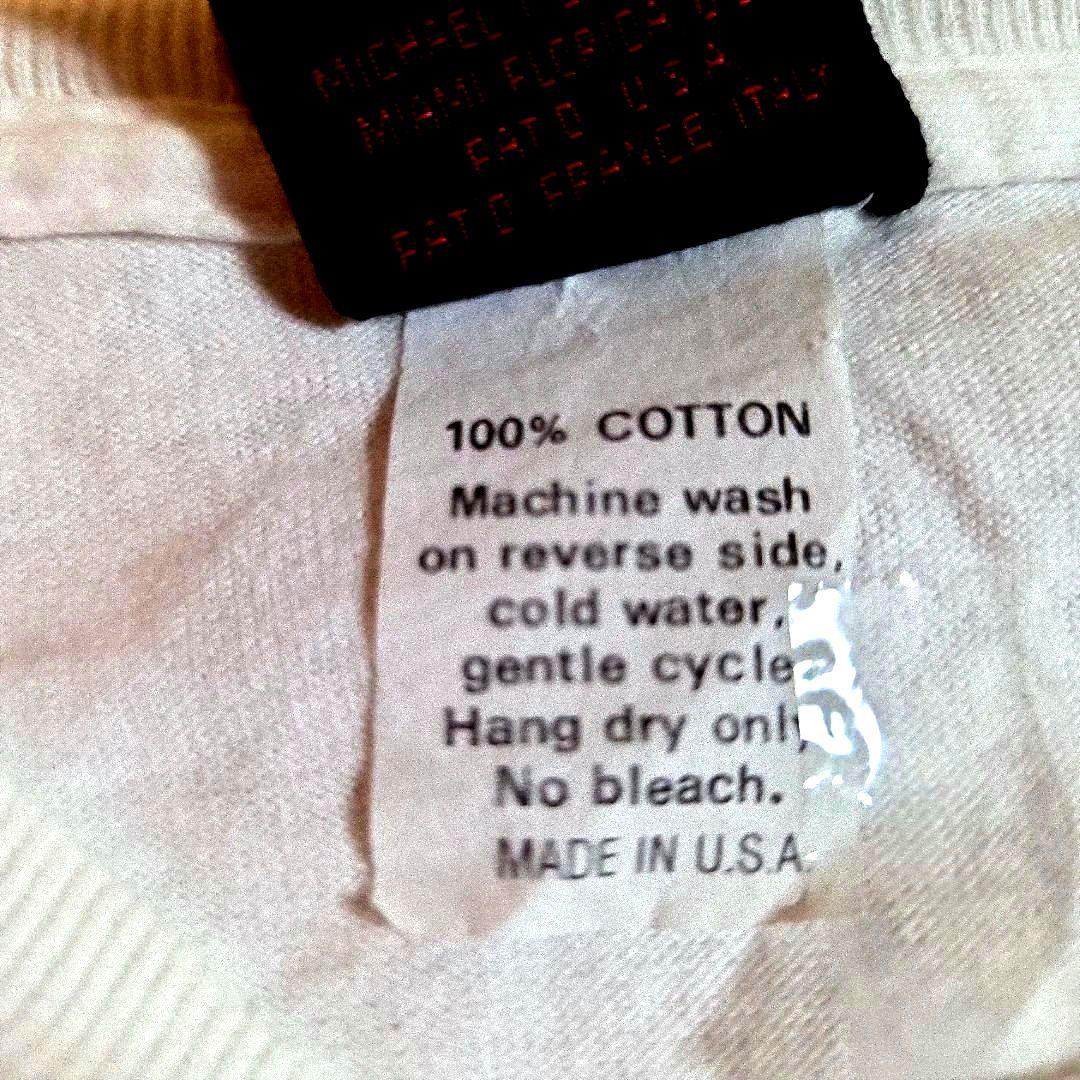 MICHAEL
MIAMI FLORIDA
PAT'D U S A
PAT'D FRANCE ITALY
100% COTTON
Machine wash
on reverse side,
cold water,
gentle cycle
Hang dry only
No bleach.
MADE IN U.S.A.